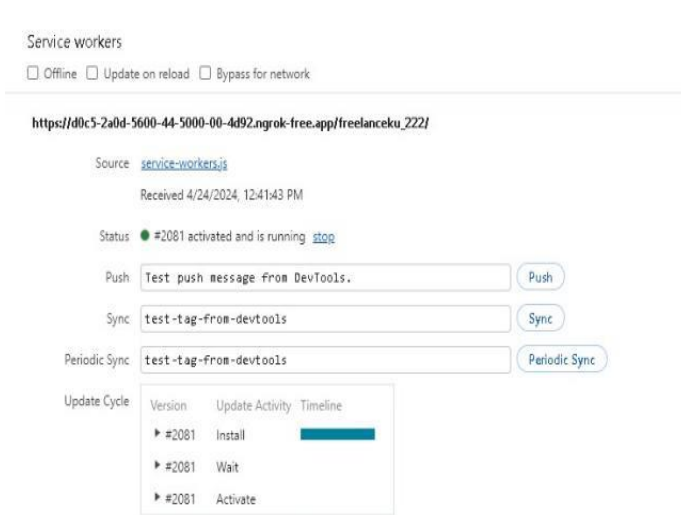 Service workers
Offline Update on reload Bypass for network
https://d0c5-2a0d-5600-44-5000-00-4d92.ngrok-free.app/freelanceku_222/
Source service-workers.js
Received 4/24/2024, 12:41:43 PM
Status #2081 activated and is running stop
Push Test push message from DevTools. Push
Sync test-tag-from-devtools Sync
Periodic Sync test-tag-from-devtools Periodic Sync
Update Cycle Version Update Activity Timeline
#2081 Install
#2081 Wait
#2081 Activate